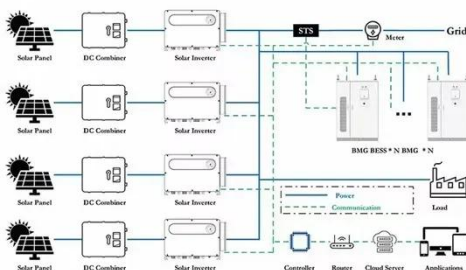 STS
Meter
Grid
Solar Panel DC Combiner Solar Inverter
Solar Panel DC Combiner Solar Inverter
BMG BESS * N BMG * N
Solar Panel DC Combiner Solar Inverter
Power
Communication
Load
Solar Panel DC Combiner Solar Inverter
Controller Router Cloud Server Applications